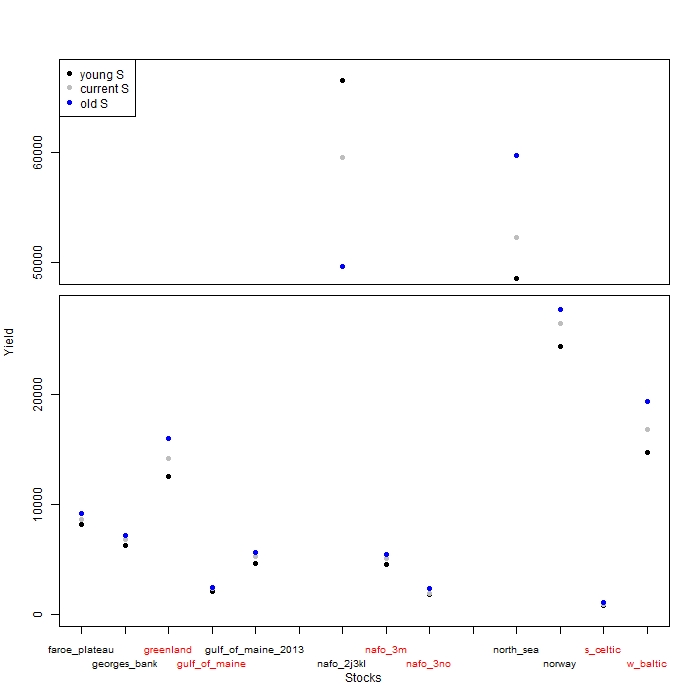 young S
current S
old S
60000
50000
Yield
20000
10000
0
faroe_plateau greenland gulf_of_maine_2013 nafo_3m north_sea s_celtic
georges_bank gulf_of_maine nafo_2j3kl nafo_3no norway w_baltic
Stocks